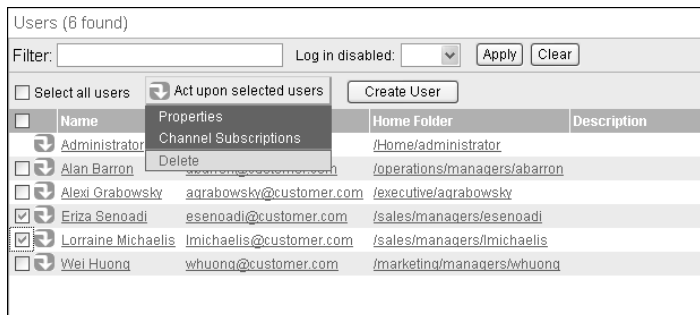 Users (6 found)
Filter: Log in disabled: Apply Clear
Select all users Act upon selected users Create User
Properties
Channel Subscriptions
Delete
Name Home Folder Description
Administrator /Home/administrator
Alan Barron abarron@customer.com /operations/managers/abarron
Alexi Grabowsky agrabowsky@customer.com /executive/agrabowsky
Eriza Senoadi esenoadi@customer.com /sales/managers/esenoadi
Lorraine Michaelis lmichaelis@customer.com /sales/managers/lmichaelis
Wei Huong whuong@customer.com /marketing/managers/whuong